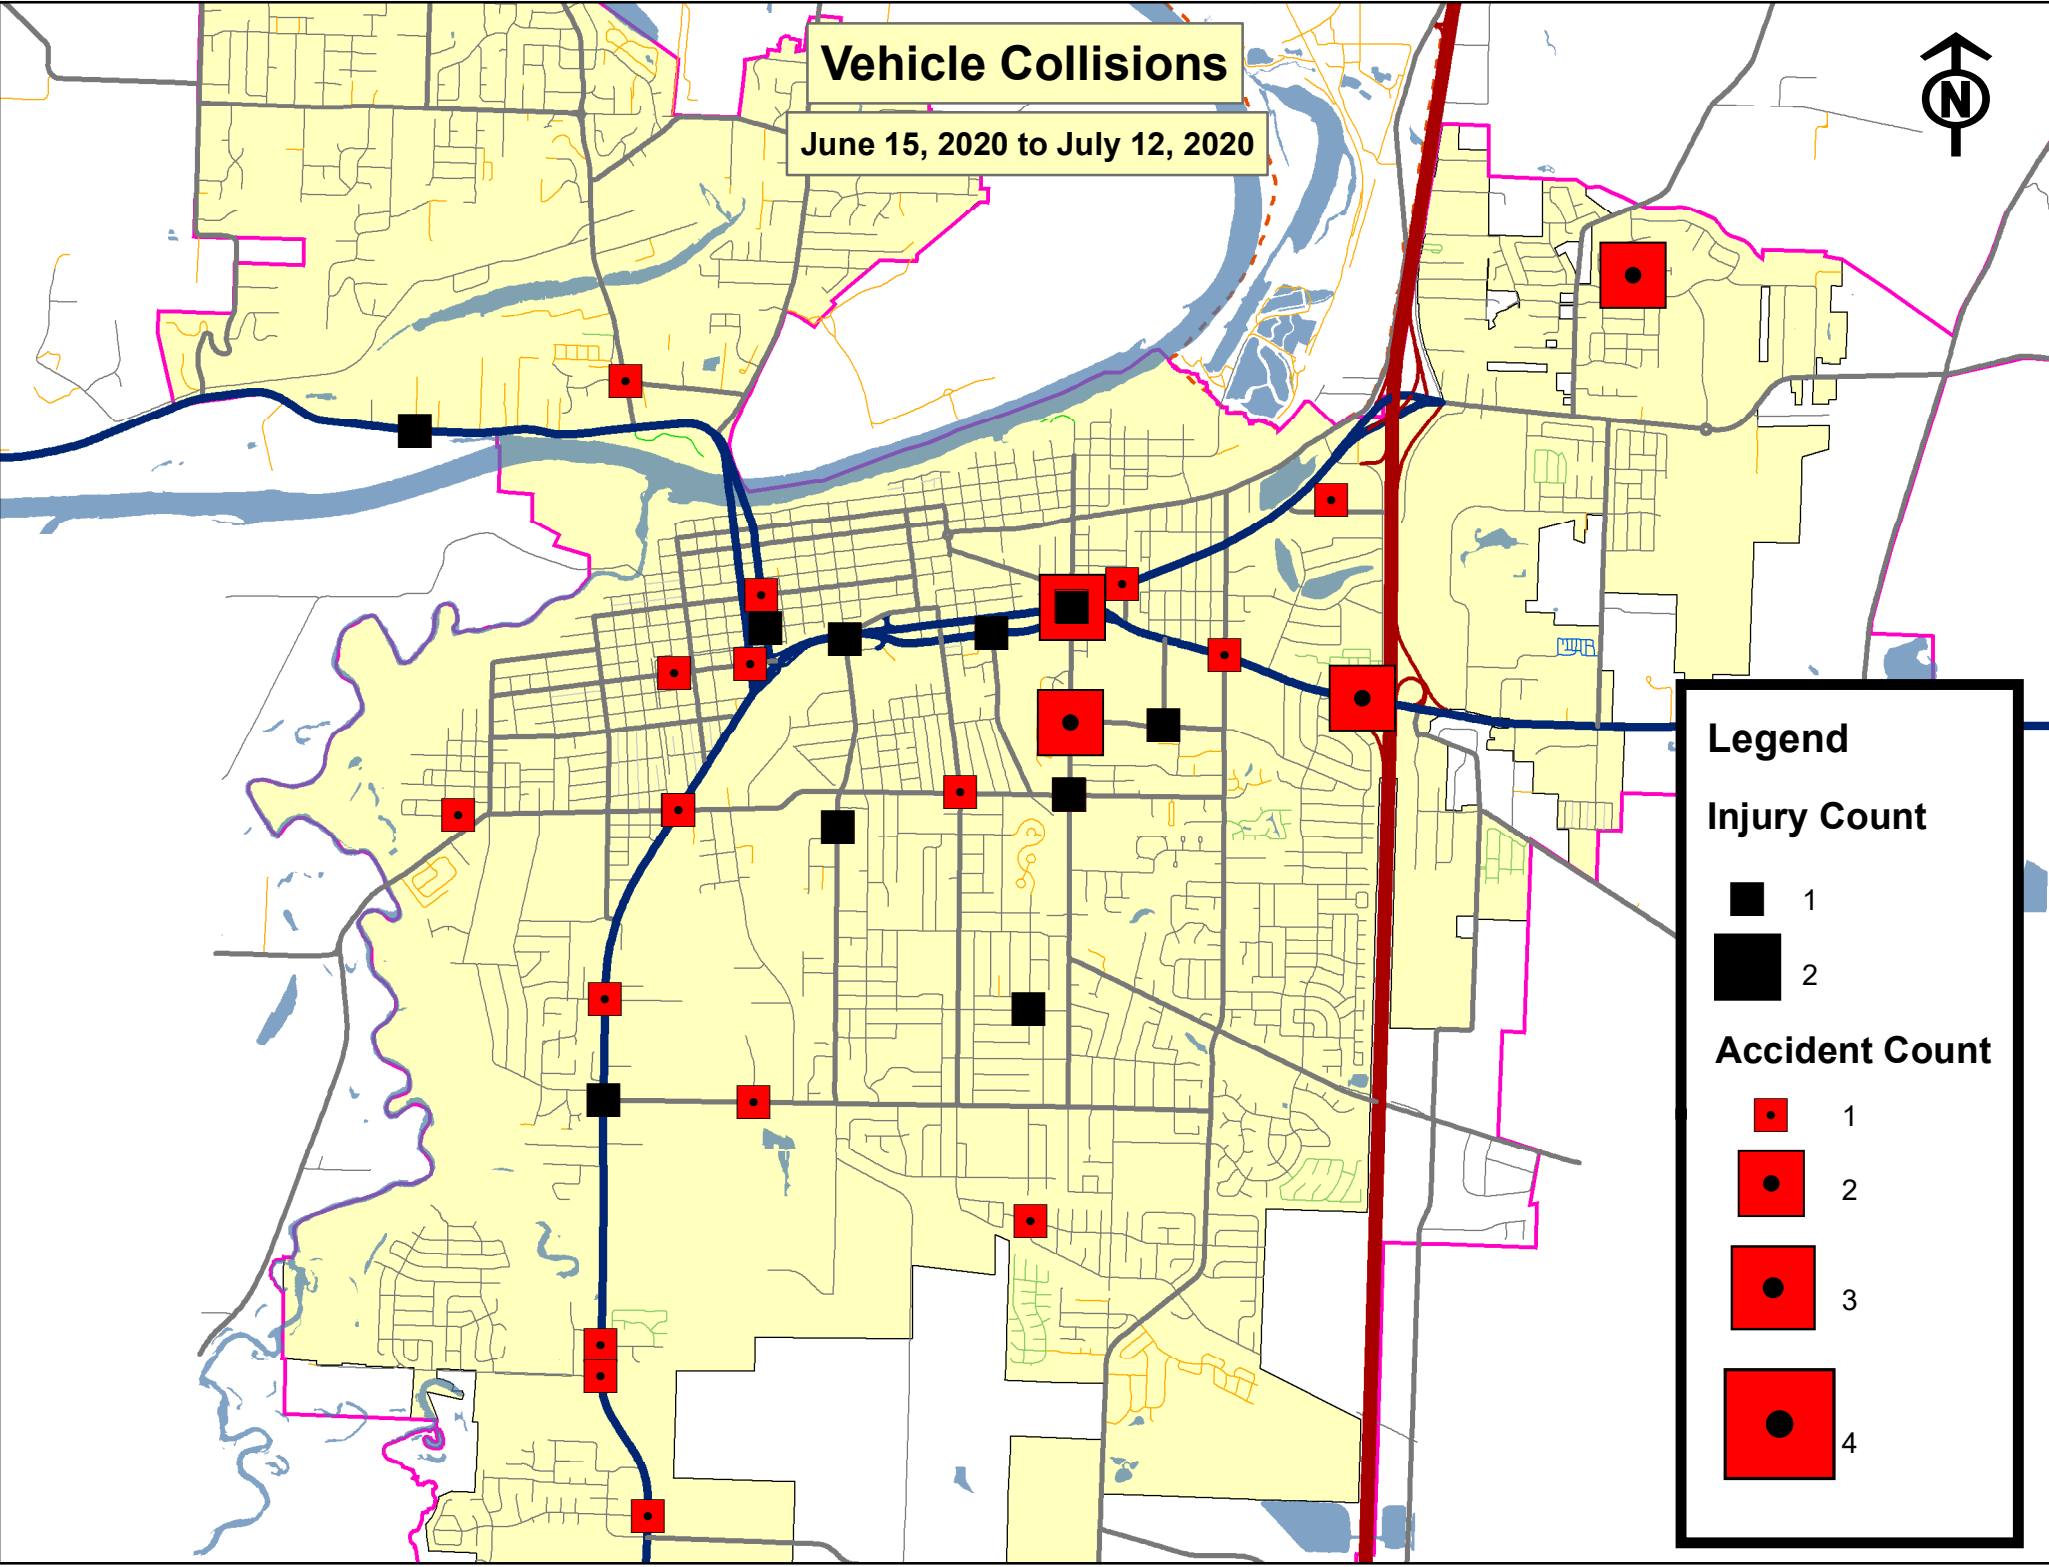 Vehicle Collisions
June 15, 2020 to July 12, 2020
N
Legend
Injury Count
1
2
Accident Count
1
2
3
4